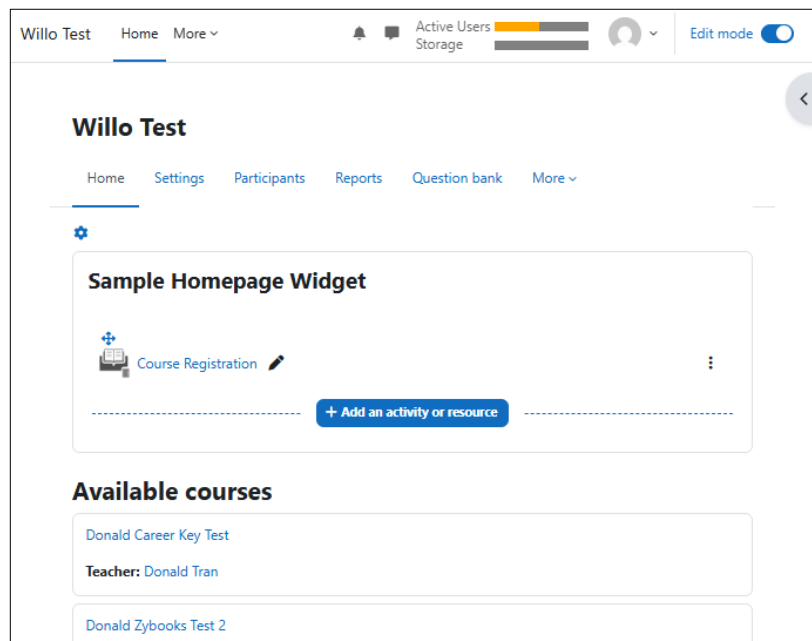 Willo Test Home More Active Users Edit mode
Storage
Willo Test
Home Settings Participants Reports Question bank More
Sample Homepage Widget
Course Registration
+ Add an activity or resource
Available courses
Donald Career Key Test
Teacher: Donald Tran
Donald Zybooks Test 2